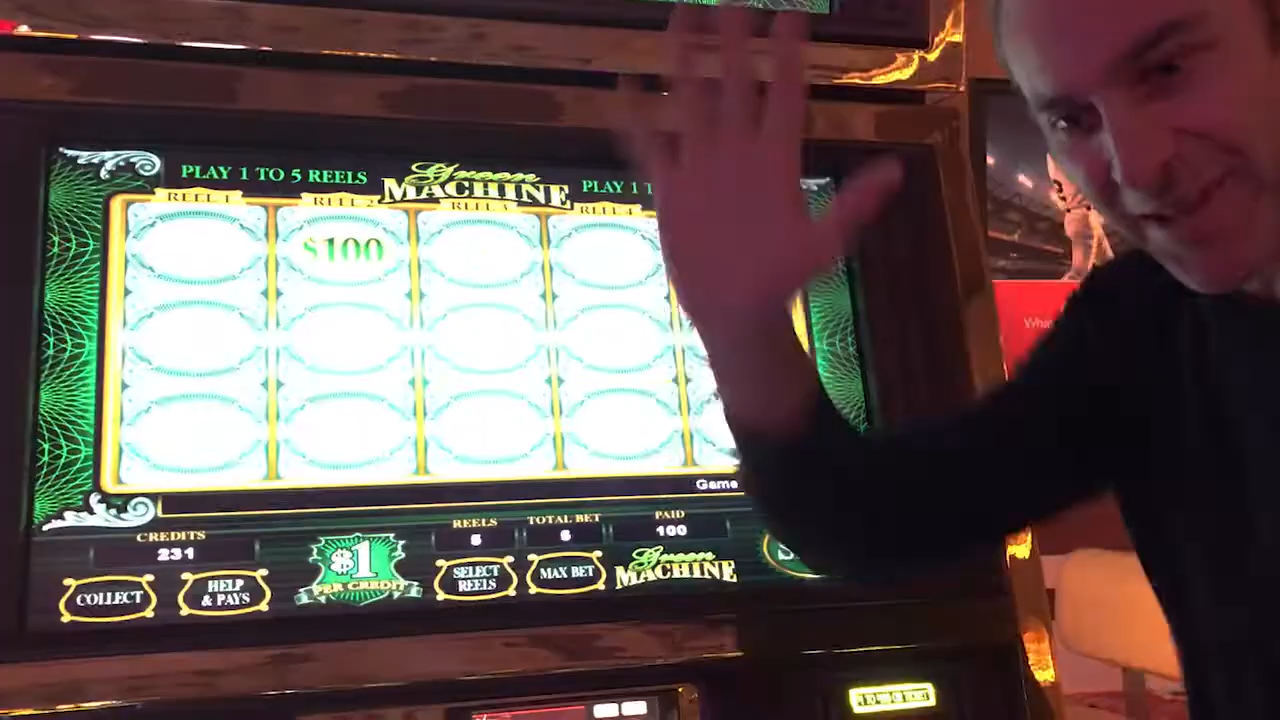 PLAY 1 TO 5 REELS
Green
MACHINE
PLAY 1 T
REEL 1
REEL 2
REEL 3
REEL 4
$100
What
Game
CREDITS
231
$1
PER CREDIT
REELS
5
TOTAL BET
5
PAID
100
COLLECT
HELP
& PAYS
SELECT
REELS
MAX BET
Green
MACHINE